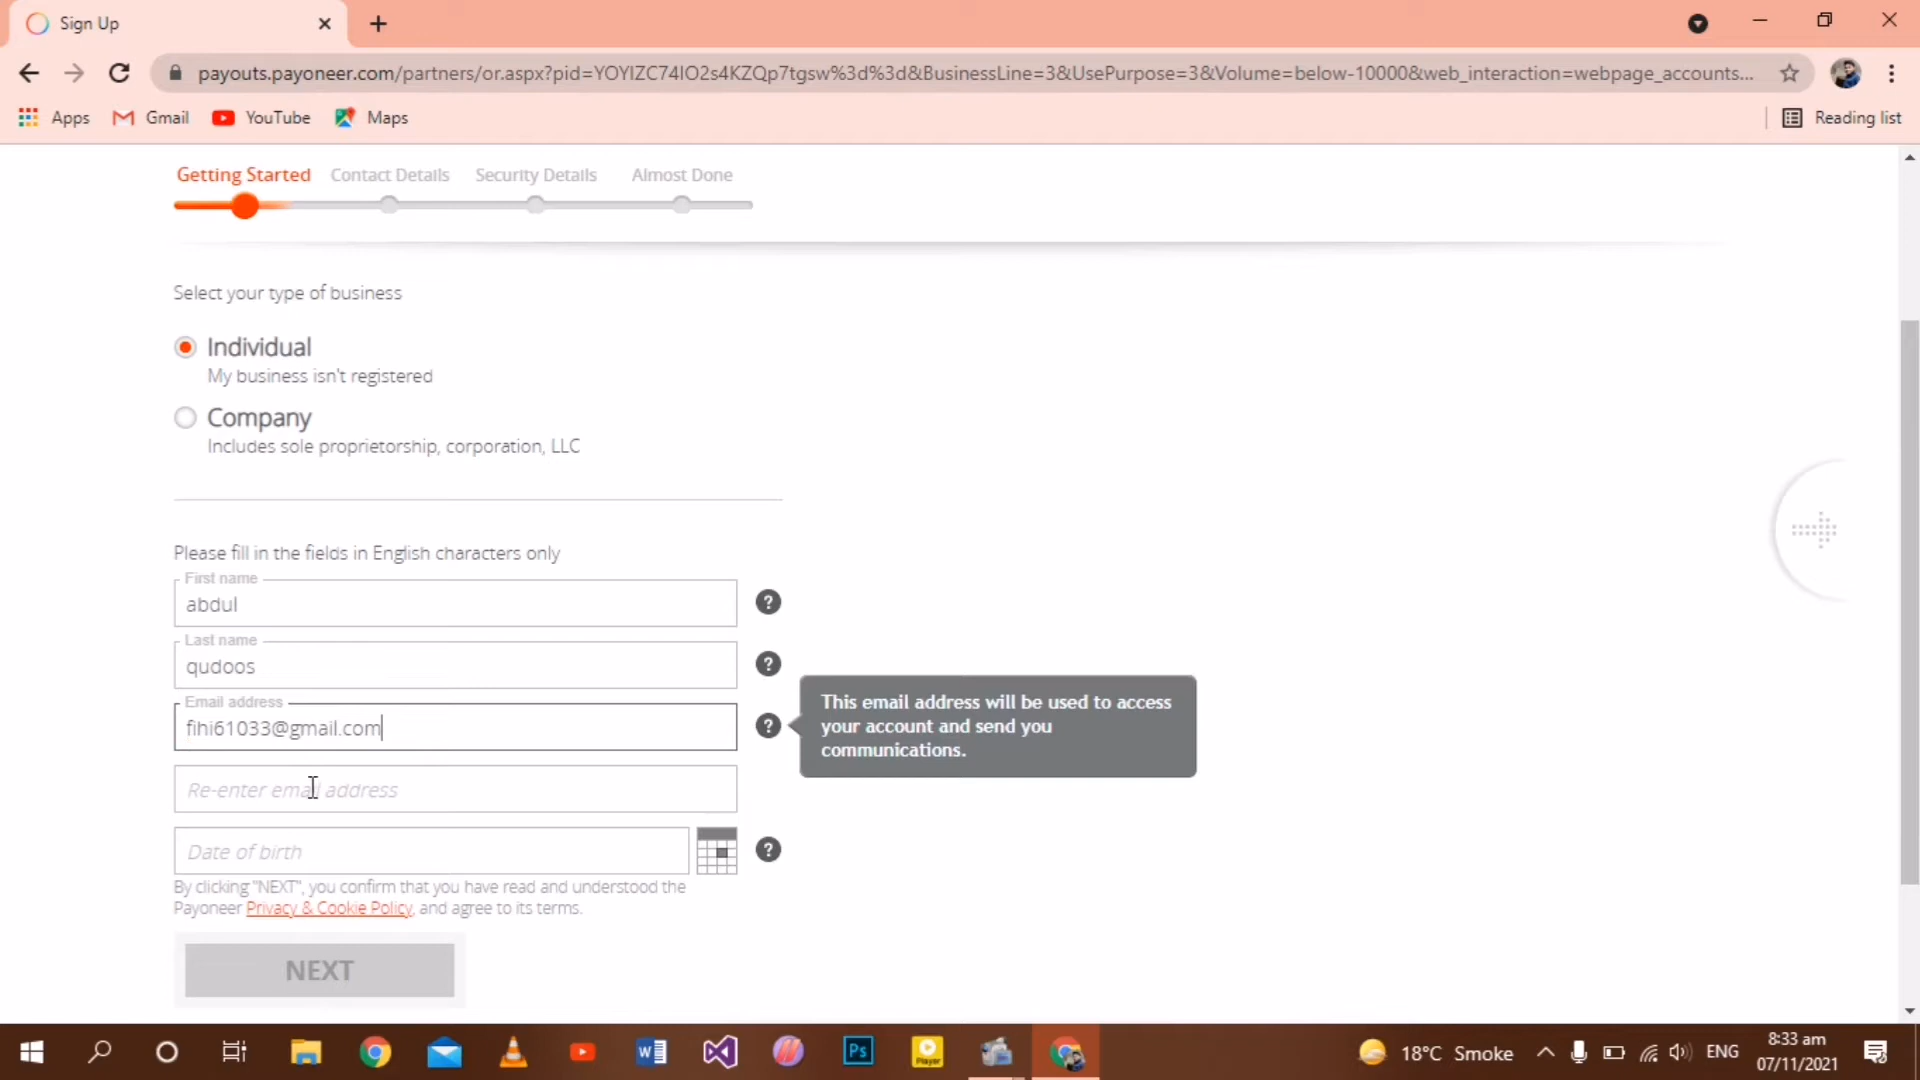 Sign Up
payouts.payoneer.com/partners/or.aspx?pid=YOYIZC74IO2s4KZQp7tgsw%3d%3d&BusinessLine=3&UsePurpose=3&Volume=below-10000&web_interaction=webpage_accounts...
Apps Gmail YouTube Maps Reading list
Getting Started Contact Details Security Details Almost Done
Select your type of business
Individual
My business isn't registered
Company
Includes sole proprietorship, corporation, LLC
Please fill in the fields in English characters only
First name
abdul
?
Last name
qudoos
?
Email address
fihi61033@gmail.com
?
This email address will be used to access
your account and send you
communications.
Re-enter email address
Date of birth
?
By clicking "NEXT", you confirm that you have read and understood the
Payoneer Privacy & Cookie Policy, and agree to its terms.
NEXT
W
Ps
Player
18°C Smoke
ENG
8:33 am
07/11/2021